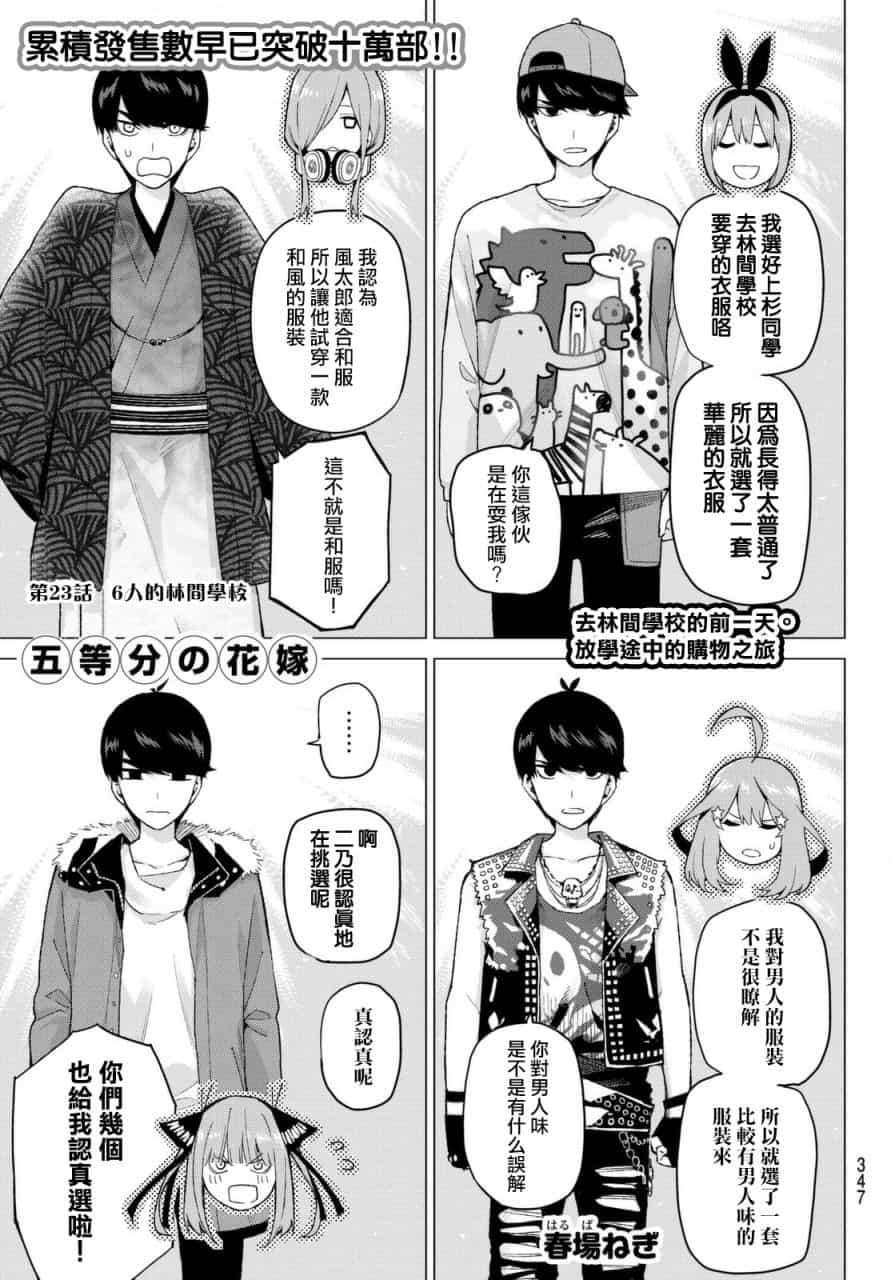 累積發售數早已突破十萬部!!
我選好上杉同學
去林間學校
要穿的衣服咯
因為長得太普通了
所以就選了一套
華麗的衣服
你這傢伙
是在耍我嗎?
去林間學校的前一天。
放學途中的購物之旅
我認為
風太郎適合和服
所以讓他試穿一款
和風的服裝
這不就是和服嗎!
第23話 6人的林間學校
五等分の花嫁
我對男人的服裝
不是很瞭解
所以就選了一套
比較有男人味的
服裝來
你對男人味
是不是有什么誤解
はる ば
春場ねぎ
……
啊
二乃很認真地
在挑選呢
真認真呢
你們幾個
也給我認真選啦!
347